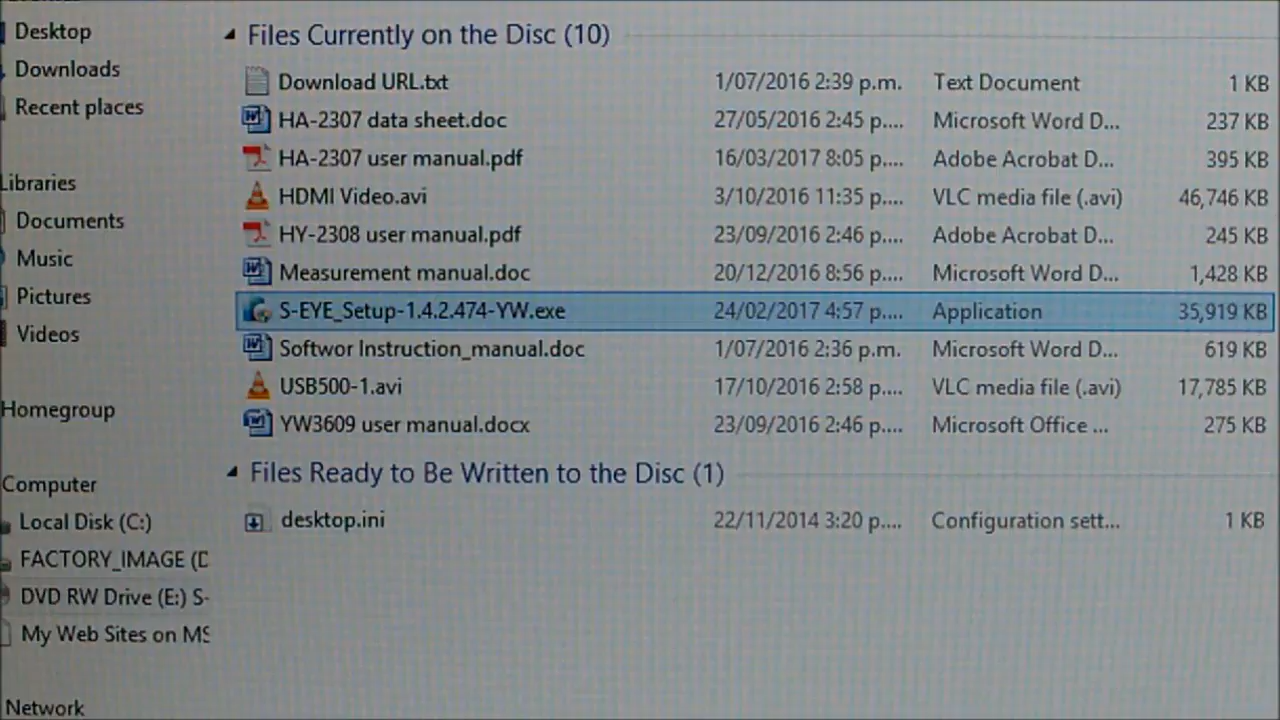 Desktop
Downloads
Recent places
Libraries
Documents
Music
Pictures
Videos
Homegroup
Computer
Local Disk (C:)
FACTORY_IMAGE (D
DVD RW Drive (E:) S-
My Web Sites on MS
Network
Files Currently on the Disc (10)
Download URL.txt 1/07/2016 2:39 p.m. Text Document 1 KB
HA-2307 data sheet.doc 27/05/2016 2:45 p.... Microsoft Word D... 237 KB
HA-2307 user manual.pdf 16/03/2017 8:05 p.... Adobe Acrobat D... 395 KB
HDMI Video.avi 3/10/2016 11:35 p.... VLC media file (.avi) 46,746 KB
HY-2308 user manual.pdf 23/09/2016 2:46 p.... Adobe Acrobat D... 245 KB
Measurement manual.doc 20/12/2016 8:56 p.... Microsoft Word D... 1,428 KB
S-EYE_Setup-1.4.2.474-YW.exe 24/02/2017 4:57 p.... Application 35,919 KB
Softwor Instruction_manual.doc 1/07/2016 2:36 p.m. Microsoft Word D... 619 KB
USB500-1.avi 17/10/2016 2:58 p.... VLC media file (.avi) 17,785 KB
YW3609 user manual.docx 23/09/2016 2:46 p.... Microsoft Office ... 275 KB
Files Ready to Be Written to the Disc (1)
desktop.ini 22/11/2014 3:20 p.... Configuration sett... 1 KB